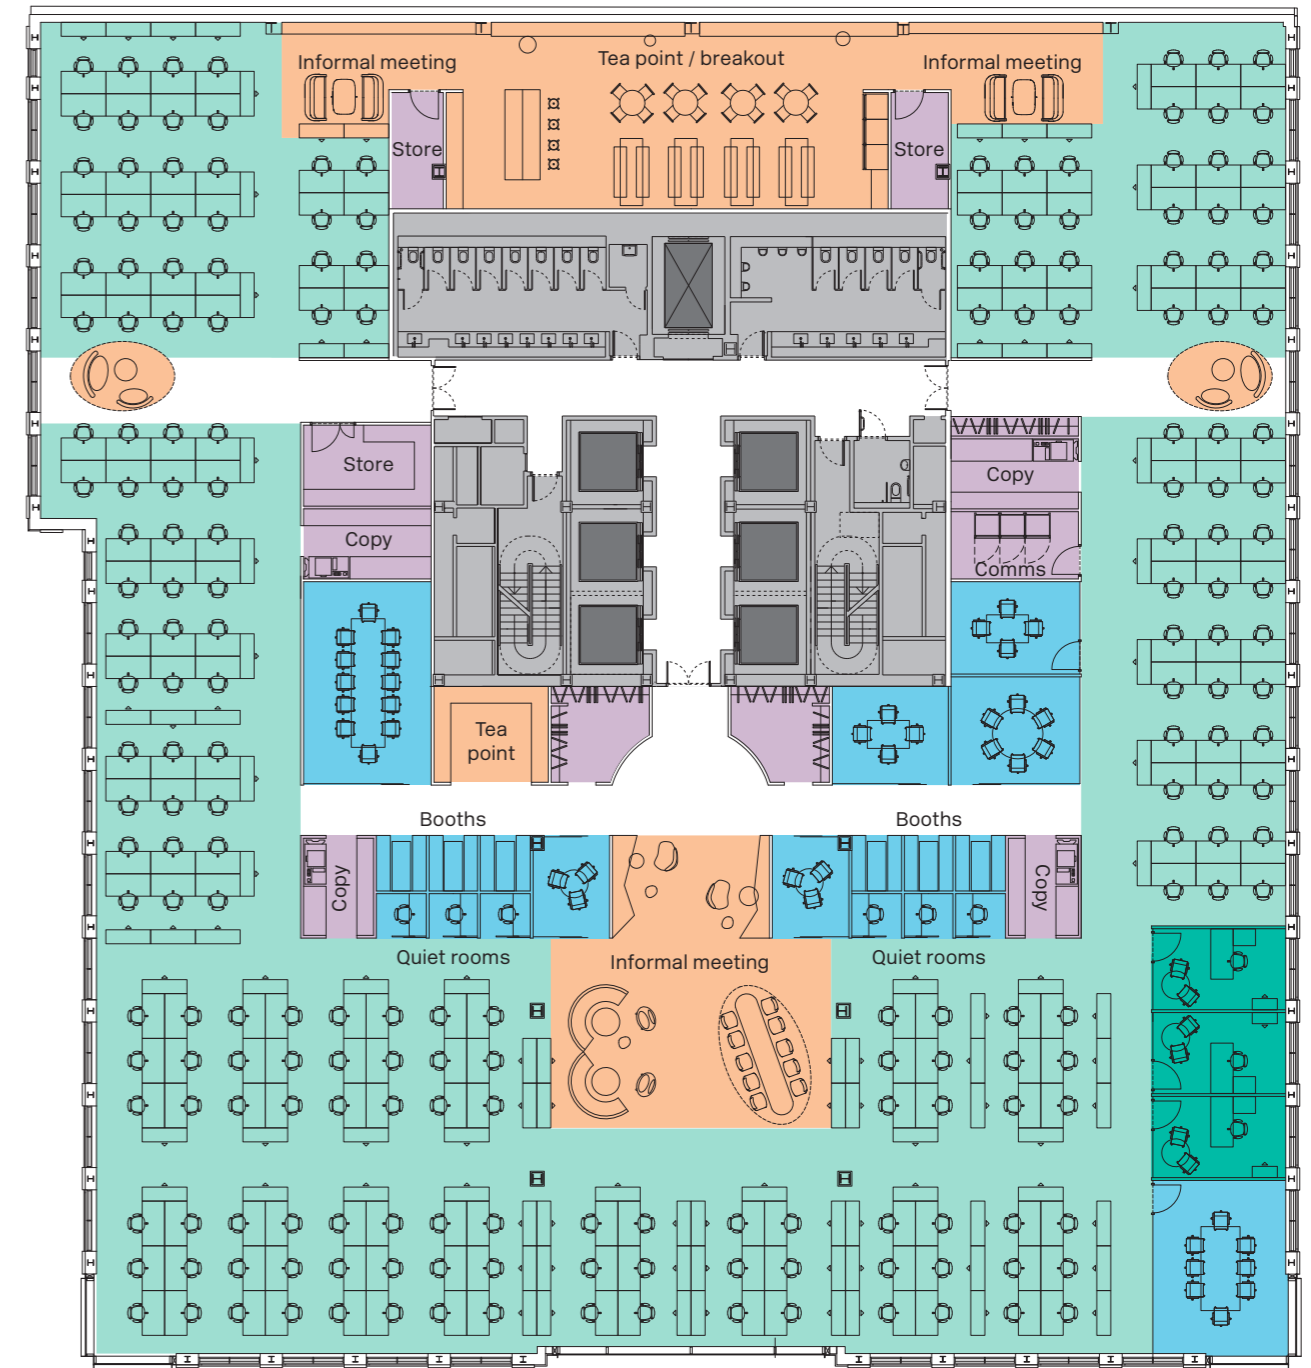 Informal meeting
Tea point / breakout
Informal meeting
Store
Store
Store
Copy
Copy
Comms
Tea
point
Booths
Booths
Copy
Copy
Quiet rooms
Informal meeting
Quiet rooms